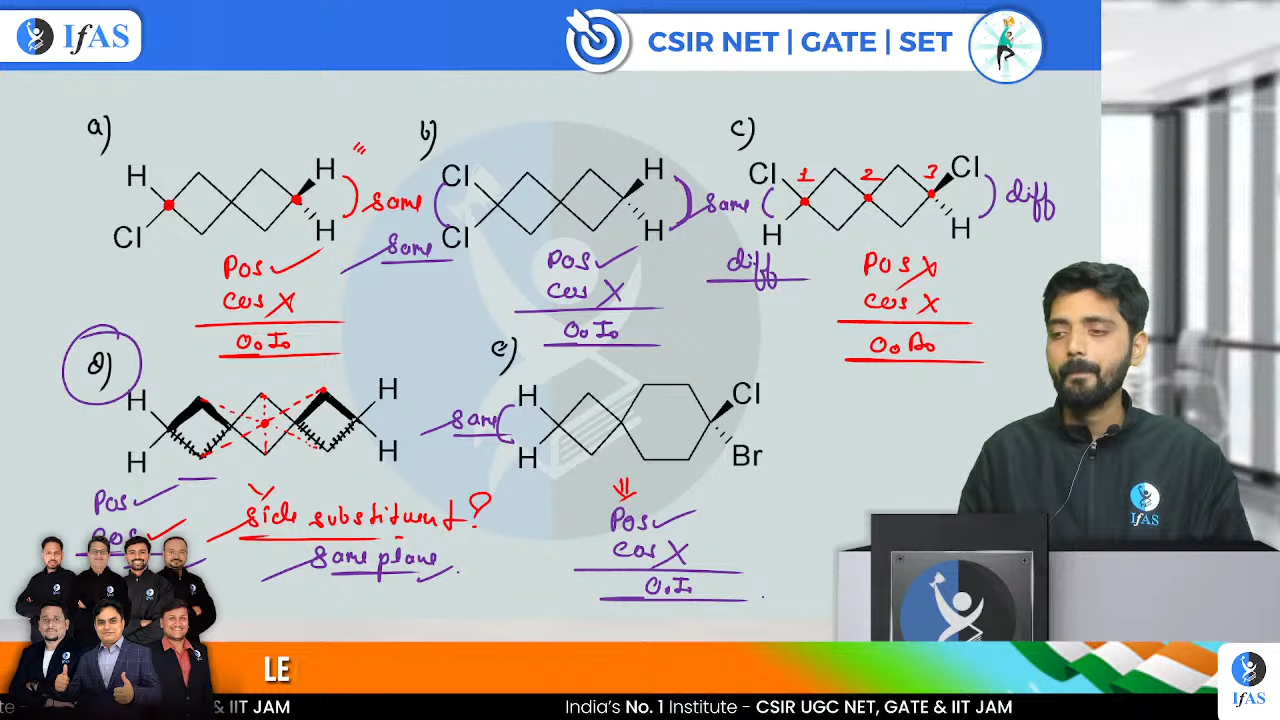 IfAS
CSIR NET | GATE | SET
a)
H
H
Cl
H
same
Pos ✓
cos X
O.I.
b)
Cl
H
Cl
H
same
same
Pos ✓
cos X
O.I.
c)
Cl
1
2
3
Cl
H
H
diff
diff
Pos X
cos X
O.A.
d)
H
H
H
H
Pos ✓
cos ✓
side substituent?
same plane
e)
H
Cl
H
Br
same
Pos ✓
cos X
O.I.
IfAS
LE
& IIT JAM
India's No. 1 Institute - CSIR UGC NET, GATE & IIT JAM
IfAS